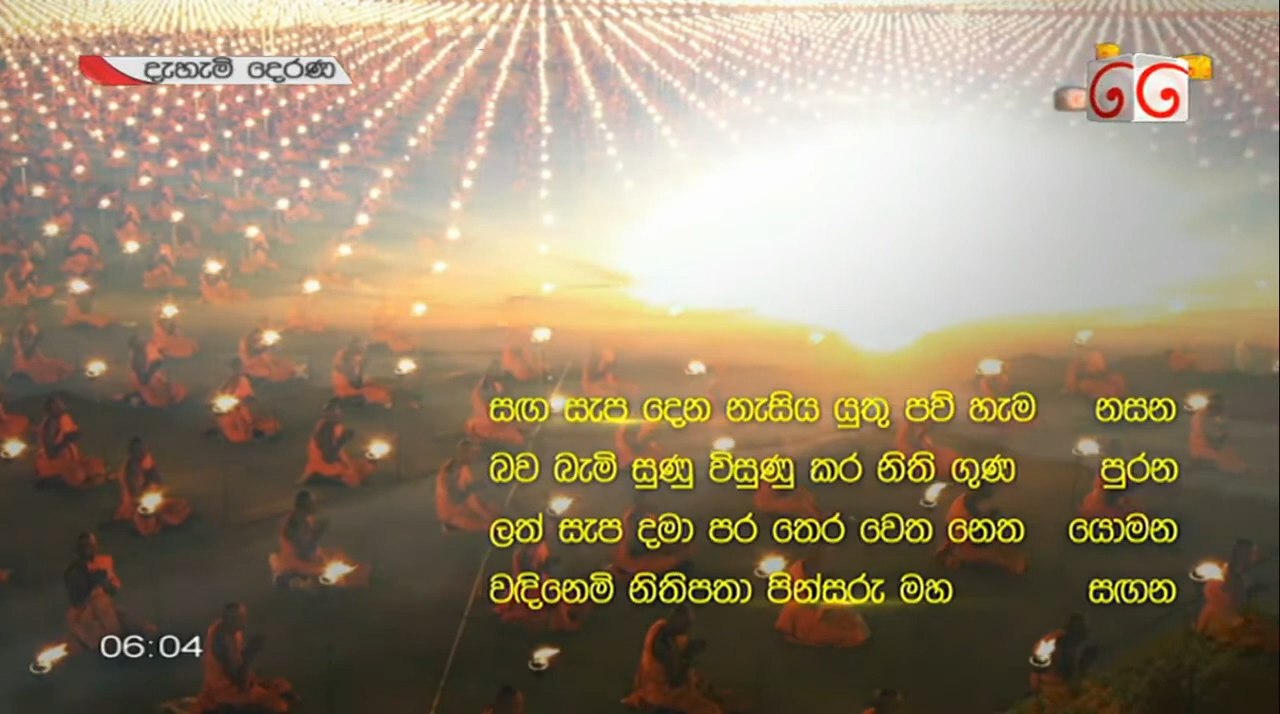 දැහැමි දෙරණ
සඟ සැප දෙන නැසිය යුතු පව් හැම නසන
බව බැමි සුණු විසුණු කර නිති ගුණ පුරන
ලත් සැප දමා පර තෙර වෙත නෙත යොමන
වඳිනෙමි නිතිපතා පින්සරු මහ සඟන
06:04